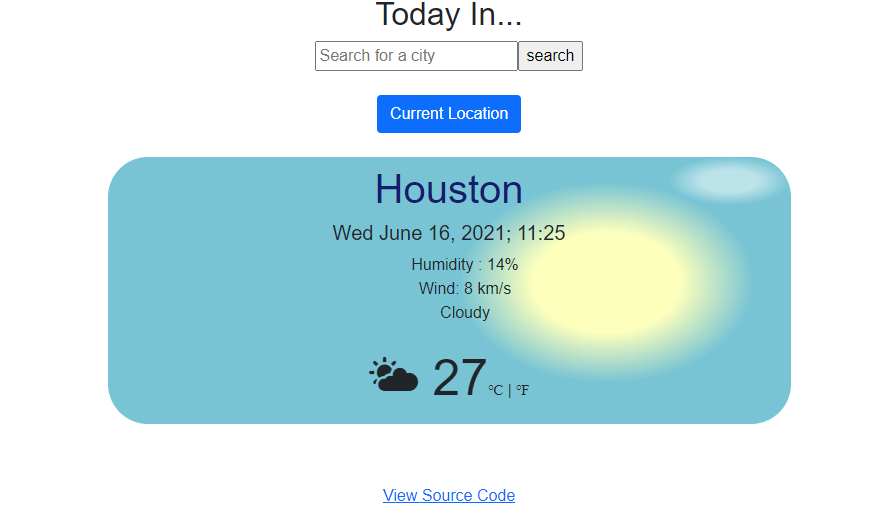 Today In...
Search for a city search
Current Location
Houston
Wed June 16, 2021; 11:25
Humidity : 14%
Wind: 8 km/s
Cloudy
27 °C | °F
View Source Code